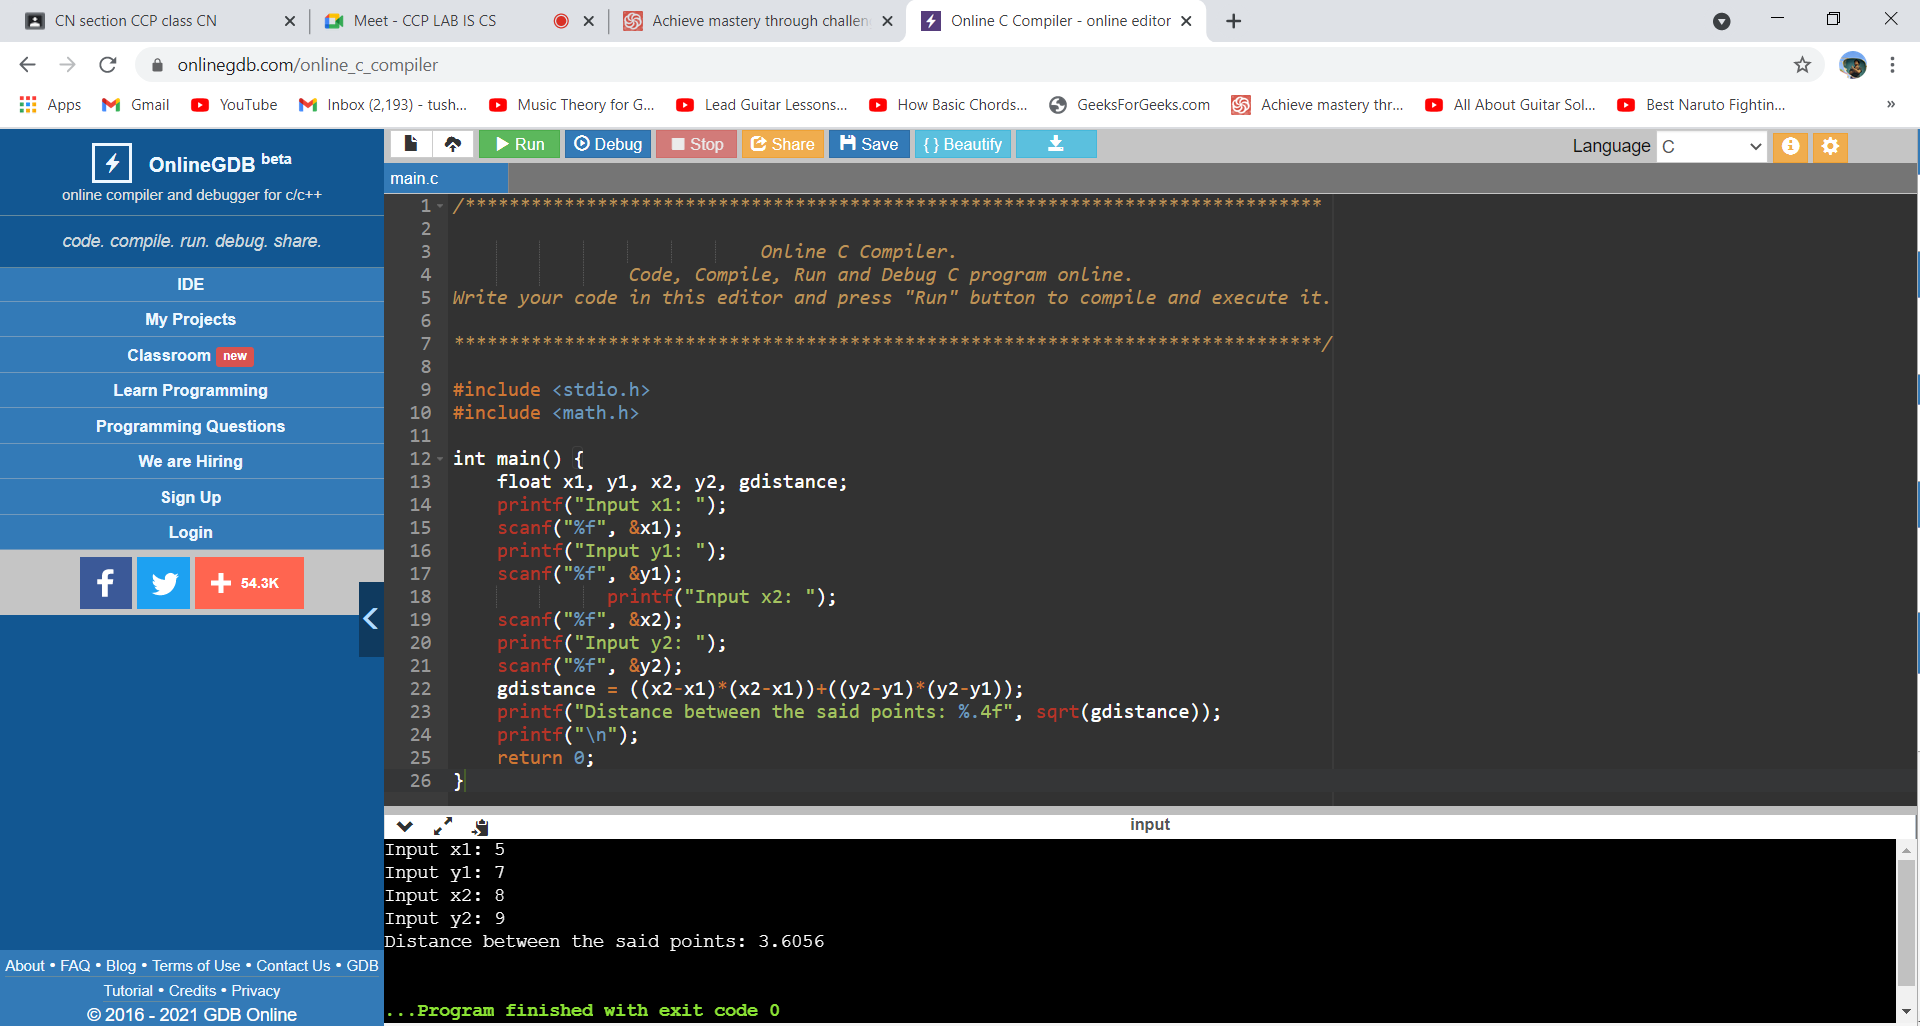 CN section CCP class CN
Meet - CCP LAB IS CS
Achieve mastery through challen
Online C Compiler - online editor
onlinegdb.com/online_c_compiler
Apps Gmail YouTube Inbox (2,193) - tush... Music Theory for G... Lead Guitar Lessons... How Basic Chords... GeeksForGeeks.com Achieve mastery thr... All About Guitar Sol... Best Naruto Fightin... »
OnlineGDB beta
online compiler and debugger for c/c++
code. compile. run. debug. share.
IDE
My Projects
Classroom new
Learn Programming
Programming Questions
We are Hiring
Sign Up
Login
f + 54.3K
About • FAQ • Blog • Terms of Use • Contact Us • GDB
Tutorial • Credits • Privacy
© 2016 - 2021 GDB Online
Run Debug Stop Share Save { } Beautify
Language C
main.c
1 /******************************************************************************
2
3 Online C Compiler.
4 Code, Compile, Run and Debug C program online.
5 Write your code in this editor and press "Run" button to compile and execute it.
6
7 *******************************************************************************/
8
9 #include <stdio.h>
10 #include <math.h>
11
12 int main() {
13 float x1, y1, x2, y2, gdistance;
14 printf("Input x1: ");
15 scanf("%f", &x1);
16 printf("Input y1: ");
17 scanf("%f", &y1);
18 printf("Input x2: ");
19 scanf("%f", &x2);
20 printf("Input y2: ");
21 scanf("%f", &y2);
22 gdistance = ((x2-x1)*(x2-x1))+((y2-y1)*(y2-y1));
23 printf("Distance between the said points: %.4f", sqrt(gdistance));
24 printf("\n");
25 return 0;
26 }
input
Input x1: 5
Input y1: 7
Input x2: 8
Input y2: 9
Distance between the said points: 3.6056
...Program finished with exit code 0